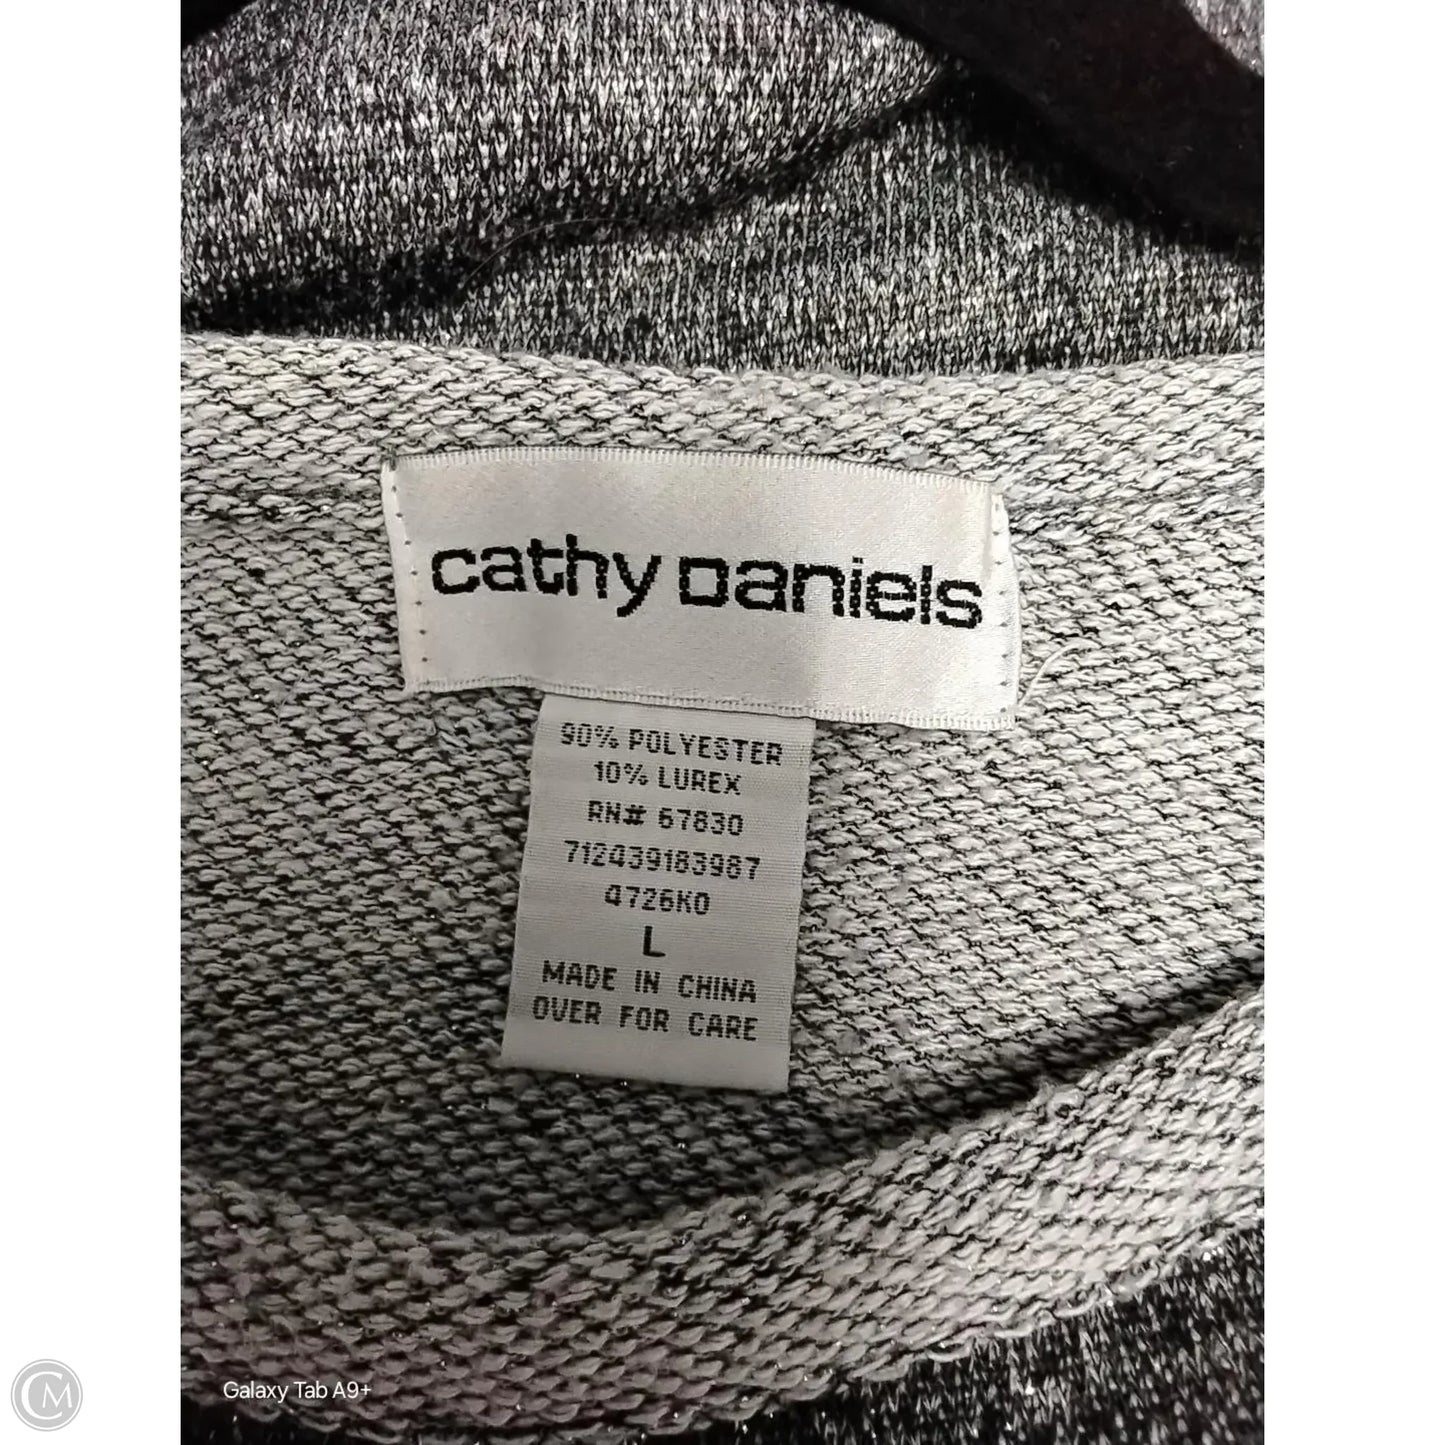 cathy Daniels
90% POLYESTER
10% LUREX
RN# 67830
712439183987
4726K0
L
MADE IN CHINA
OVER FOR CARE
CM
Galaxy Tab A9+